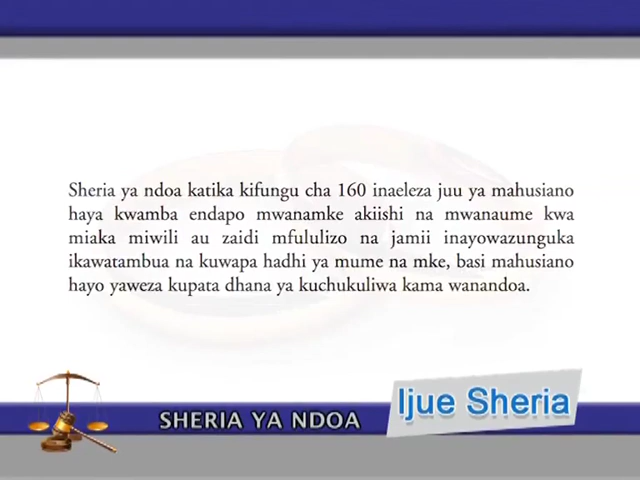 Sheria ya ndoa katika kifungu cha 160 inaeleza juu ya mahusiano
haya kwamba endapo mwanamke akiishi na mwanaume kwa
miaka miwili au zaidi mfululizo na jamii inayowazunguka
ikawatambua na kuwapa hadhi ya mume na mke, basi mahusiano
hayo yaweza kupata dhana ya kuchukuliwa kama wanandoa.
SHERIA YA NDOA
Ijue Sheria